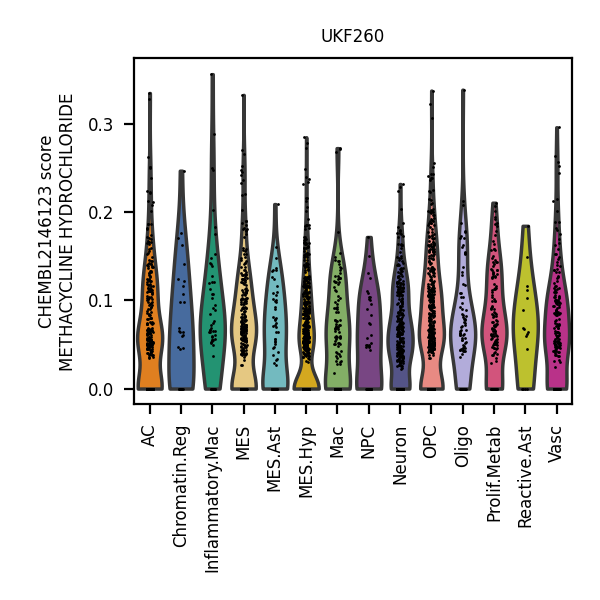 UKF260
CHEMBL2146123 score
METHACYCLINE HYDROCHLORIDE
0.3
0.2
0.1
0.0
AC
Chromatin.Reg
Inflammatory.Mac
MES
MES.Ast
MES.Hyp
Mac
NPC
Neuron
OPC
Oligo
Prolif.Metab
Reactive.Ast
Vasc